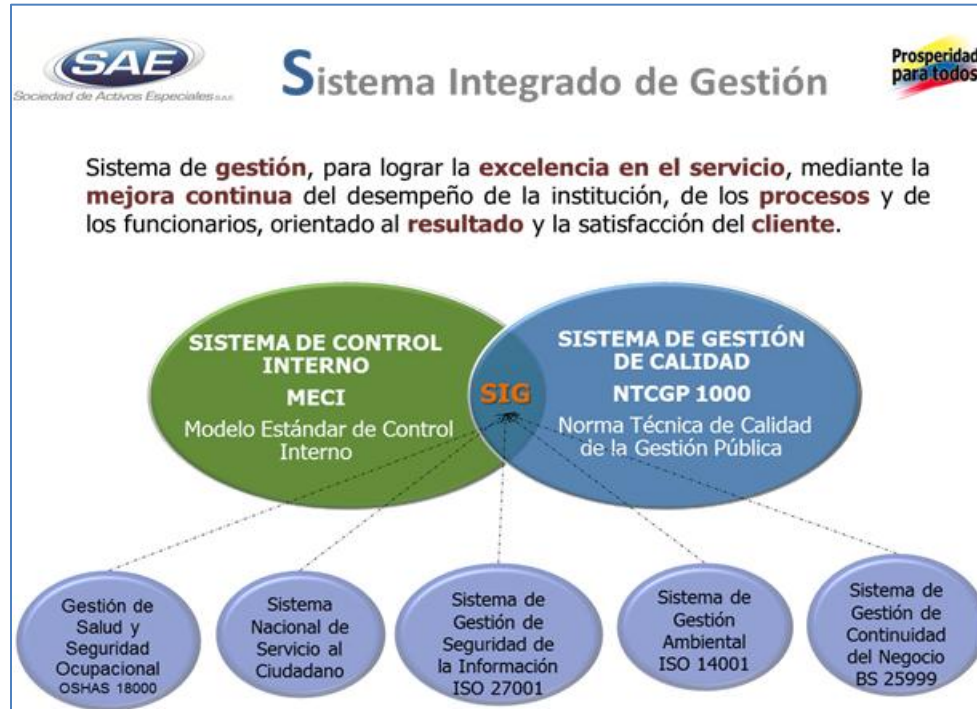 SAE
Sociedad de Activos Especiales S.A.S.
Sistema Integrado de Gestión
Prosperidad
para todos
Sistema de gestión, para lograr la excelencia en el servicio, mediante la
mejora continua del desempeño de la institución, de los procesos y de
los funcionarios, orientado al resultado y la satisfacción del cliente.
SISTEMA DE CONTROL
INTERNO
MECI
Modelo Estándar de Control
Interno
SIG
SISTEMA DE GESTIÓN
DE CALIDAD
NTCGP 1000
Norma Técnica de Calidad
de la Gestión Pública
Gestión de
Salud y
Seguridad
Ocupacional
OSHAS 18000
Sistema
Nacional de
Servicio al
Ciudadano
Sistema de
Gestión de
Seguridad de
la Información
ISO 27001
Sistema de
Gestión
Ambiental
ISO 14001
Sistema de
Gestión de
Continuidad
del Negocio
BS 25999